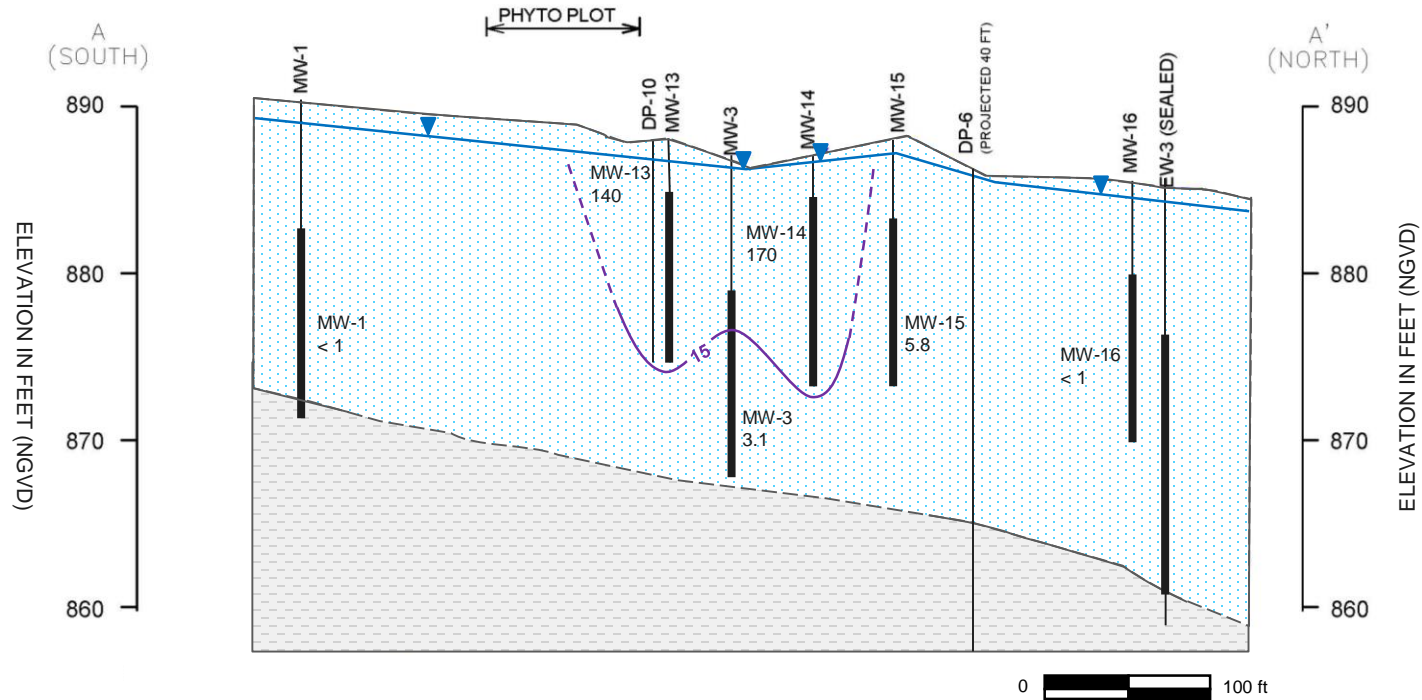 PHYTO PLOT
A
(SOUTH)
A'
(NORTH)
MW-1
DP-10
MW-13
MW-3
MW-14
MW-15
DP-6
(PROJECTED 40 FT)
MW-16
EW-3 (SEALED)
890
880
870
860
ELEVATION IN FEET (NGVD)
MW-13
140
MW-14
170
MW-1
< 1
15
MW-3
3.1
MW-15
5.8
MW-16
< 1
890
880
870
860
ELEVATION IN FEET (NGVD)
0
100 ft